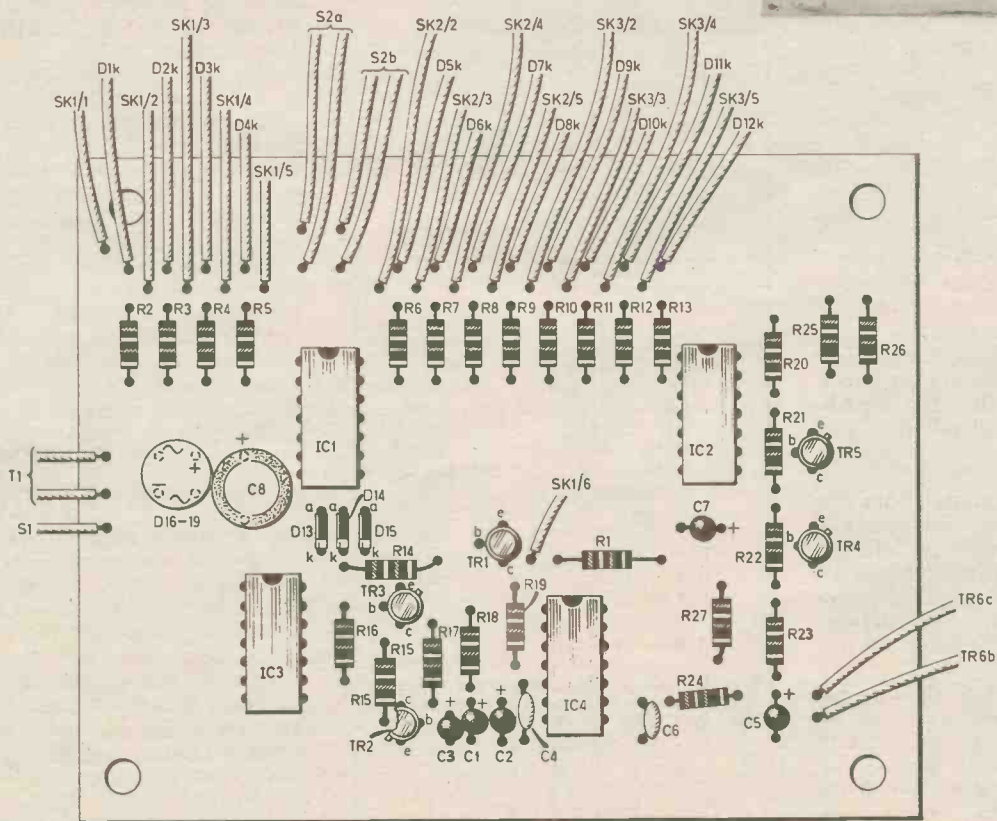 SK1/3 S2a SK2/2 SK2/4 SK3/2 SK3/4
D1k D2k D3k S2b D5k D7k D9k D11k
SK1/1 SK1/2 SK1/4 SK2/3 SK2/5 SK3/3 SK3/5
D4k D6k D8k D10k D12k
SK1/5
R2 R3 R4 R5 R6 R7 R8 R9 R10 R11 R12 R13
R25 R26
R20
IC1 IC2
R21 e
b TR5
c
T1
+ +
C8
D16-19
S1
SK1/6
a a D14 a
D13 D15
k k k
R14
b e
TR1 c
R1
C7
+
e
R22 b TR4
c
TR3 e
b
c
R19
R18
R16 R17
R15
R27
R23
TR6c
TR6b
IC3
R15
IC4
R24
c
b
TR2 e
+ + +
C3 C1 C2 C4
C6
+
C5